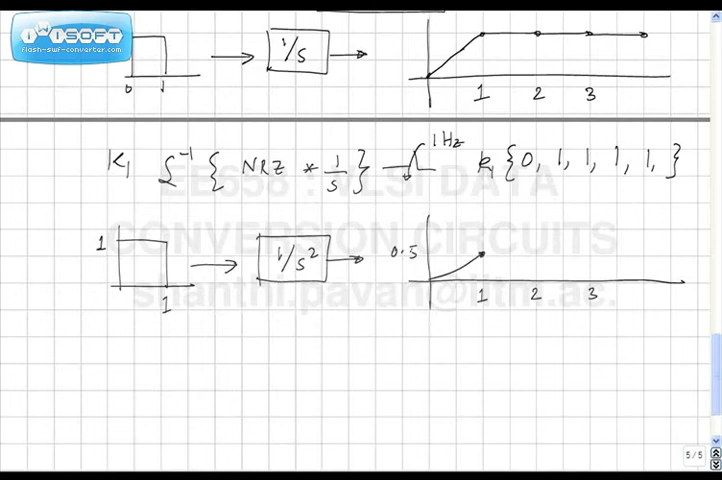 iWiSOFT
flash-swf-converter.com
0 1 1/S 1 2 3
K₁ ℒ⁻¹ { NRZ * 1/S } 1 Hz k₁ { 0, 1, 1, 1, 1, 1, }
EE658 : VLSI DATA
CONVERSION CIRCUITS
1 1 1/S² 0.5 1 2 3
shanthi.pavan@iitm.ac.
5/5